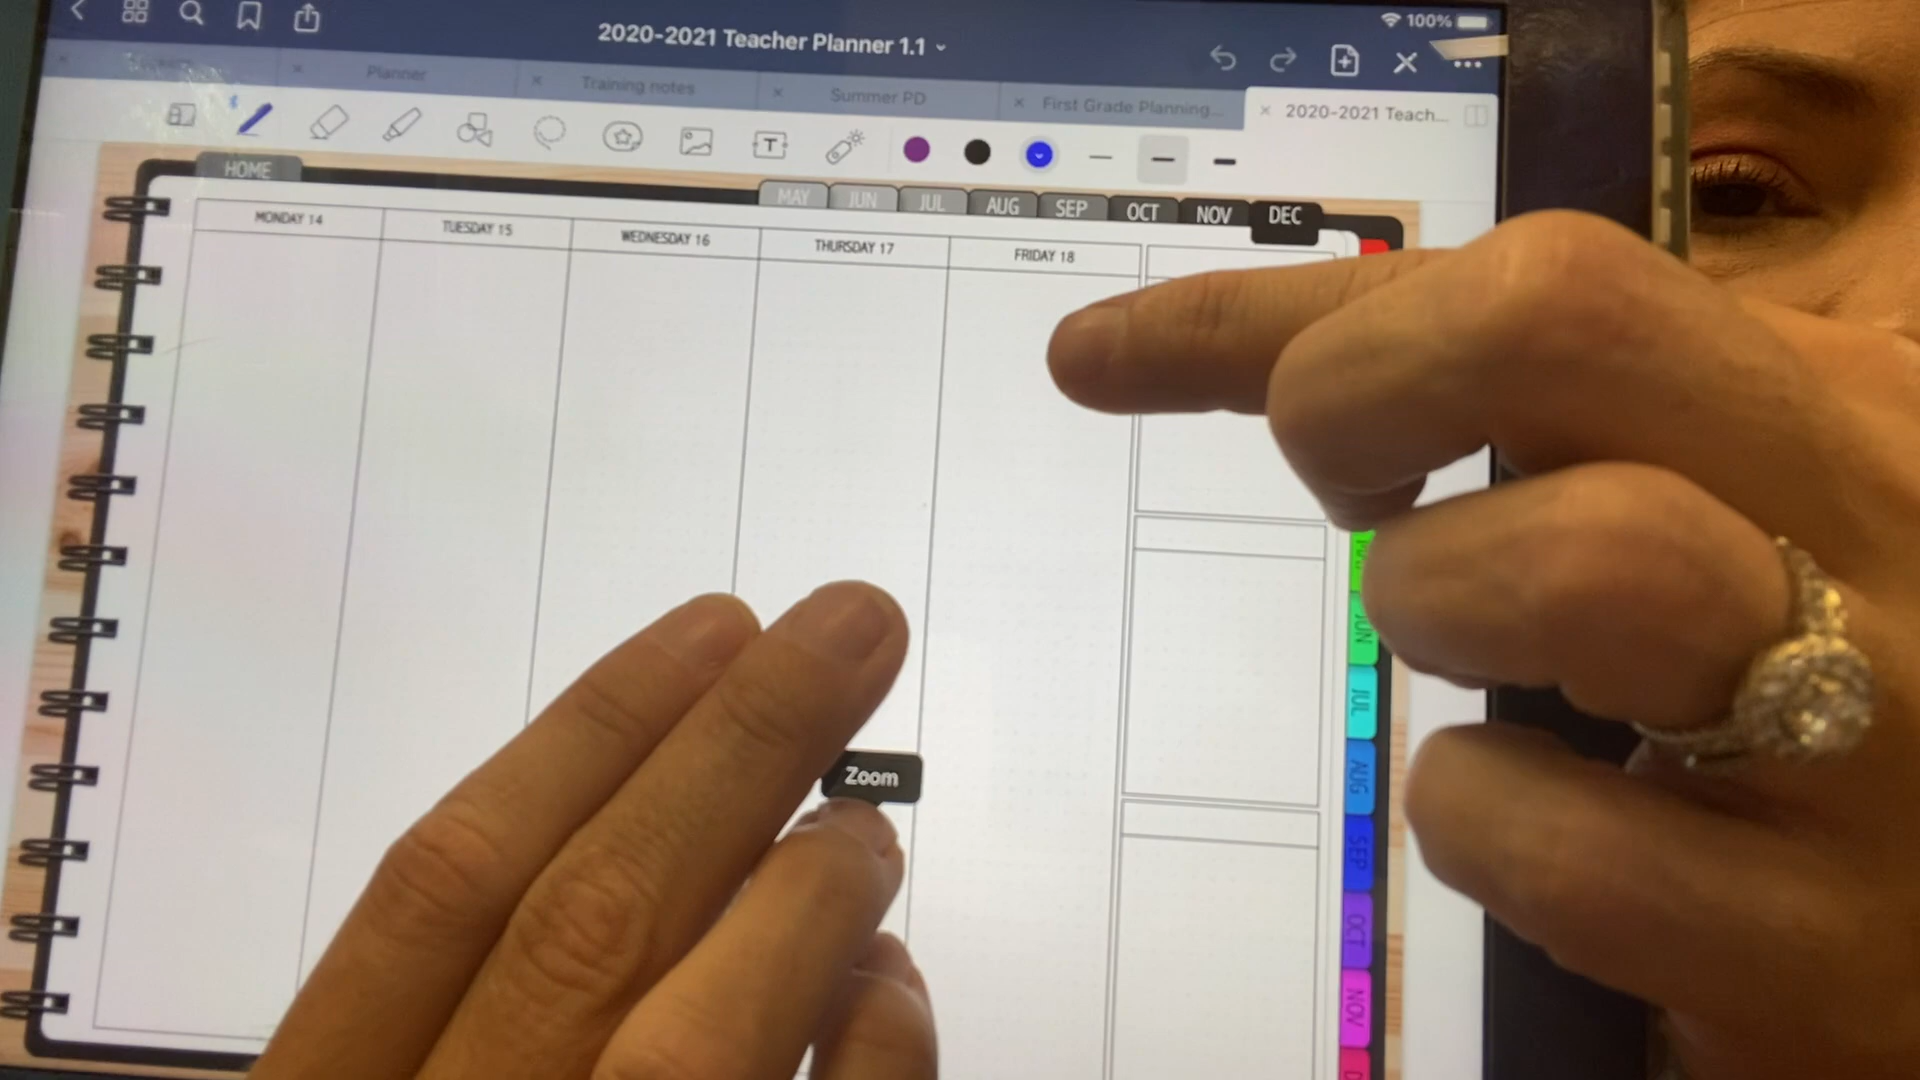 100%
2020-2021 Teacher Planner 1.1
Planner
Training notes
Summer PD
First Grade Planning...
2020-2021 Teach...
T
HOME
MAY
JUN
JUL
AUG
SEP
OCT
NOV
DEC
MONDAY 14
TUESDAY 15
WEDNESDAY 16
THURSDAY 17
FRIDAY 18
JUN
JUL
AUG
SEP
OCT
NOV
Zoom